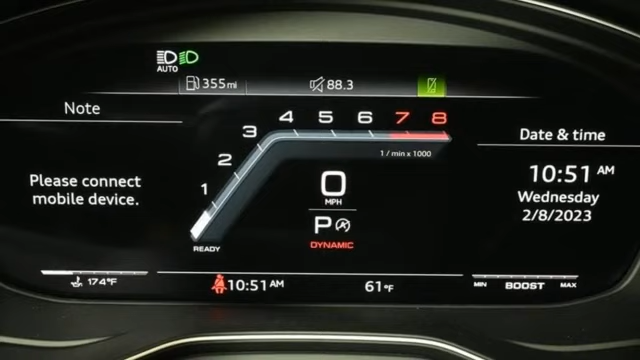 AUTO
355 mi
88.3
Note
1
2
3
4
5
6
7
8
1 / min x 1000
Date & time
Please connect
mobile device.
0
MPH
P
DYNAMIC
READY
10:51 AM
Wednesday
2/8/2023
174°F
10:51 AM
61°F
MIN BOOST MAX